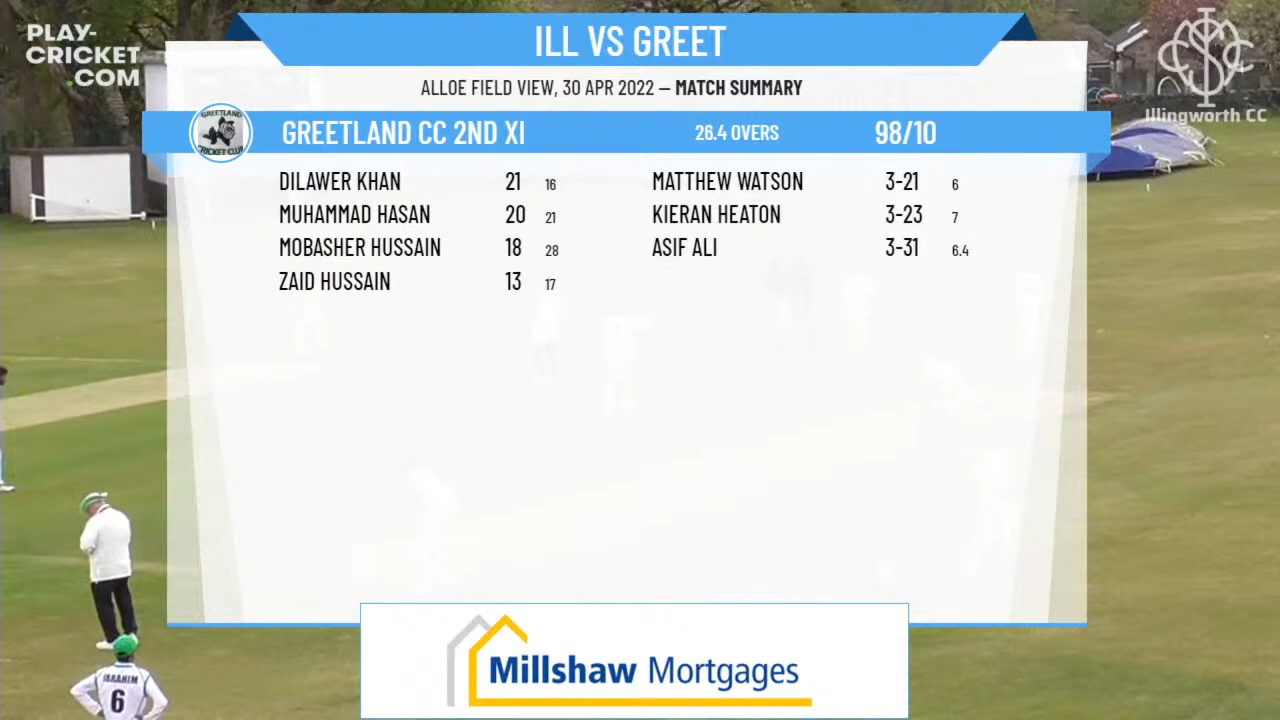 PLAY-
CRICKET
.COM
ILL VS GREET
Illingworth CC
ALLOE FIELD VIEW, 30 APR 2022 – MATCH SUMMARY
GREETLAND CRICKET CLUB
GREETLAND CC 2ND XI 26.4 OVERS 98/10
DILAWER KHAN 21 16 MATTHEW WATSON 3-21 6
MUHAMMAD HASAN 20 21 KIERAN HEATON 3-23 7
MOBASHER HUSSAIN 18 28 ASIF ALI 3-31 6.4
ZAID HUSSAIN 13 17
Millshaw Mortgages
IBRAHIM
6